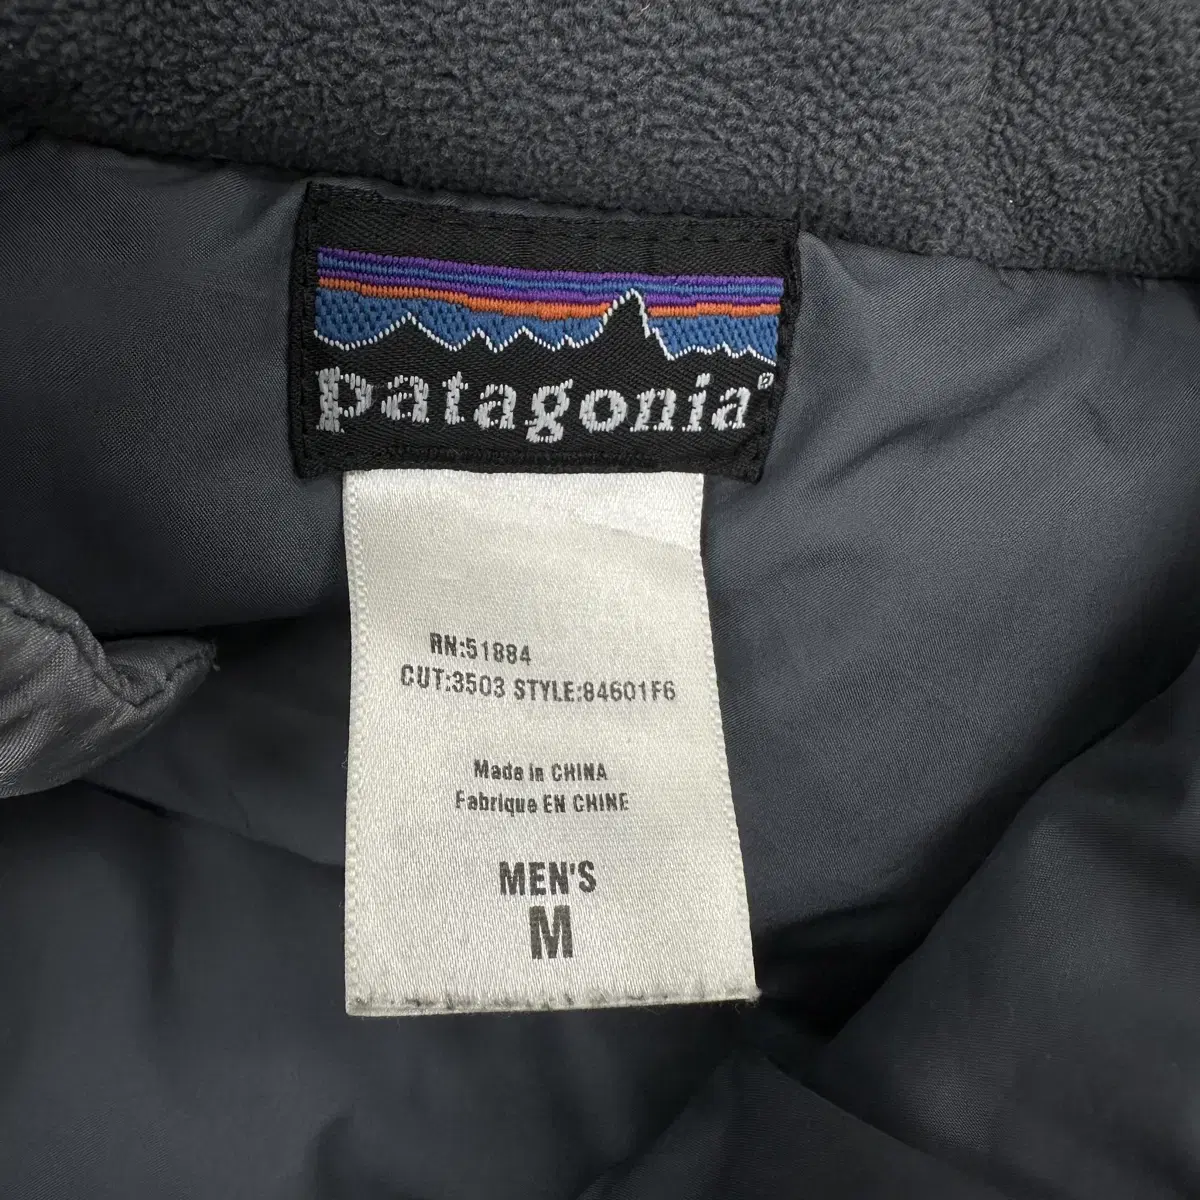 patagonia®
RN:51884
CUT:3503 STYLE:84601F6
Made in CHINA
Fabrique EN CHINE
MEN'S
M